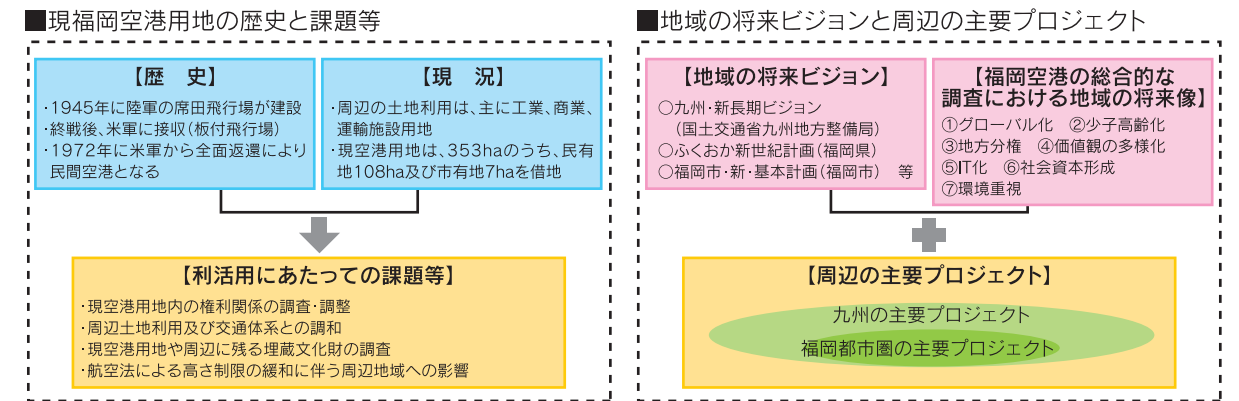 ■現福岡空港用地の歴史と課題等
【歴　史】
・1945年に陸軍の席田飛行場が建設
・終戦後、米軍に接収(板付飛行場)
・1972年に米軍から全面返還により
民間空港となる
【現　況】
・周辺の土地利用は、主に工業、商業、
運輸施設用地
・現空港用地は、353haのうち、民有
地108ha及び市有地7haを借地
【利活用にあたっての課題等】
・現空港用地内の権利関係の調査・調整
・周辺土地利用及び交通体系との調和
・現空港用地や周辺に残る埋蔵文化財の調査
・航空法による高さ制限の緩和に伴う周辺地域への影響
■地域の将来ビジョンと周辺の主要プロジェクト
【地域の将来ビジョン】
○九州・新長期ビジョン
(国土交通省九州地方整備局)
○ふくおか新世紀計画(福岡県)
○福岡市・新・基本計画(福岡市)　等
【福岡空港の総合的な
調査における地域の将来像】
①グローバル化　②少子高齢化
③地方分権　④価値観の多様化
⑤IT化　⑥社会資本形成
⑦環境重視
【周辺の主要プロジェクト】
九州の主要プロジェクト
福岡都市圏の主要プロジェクト